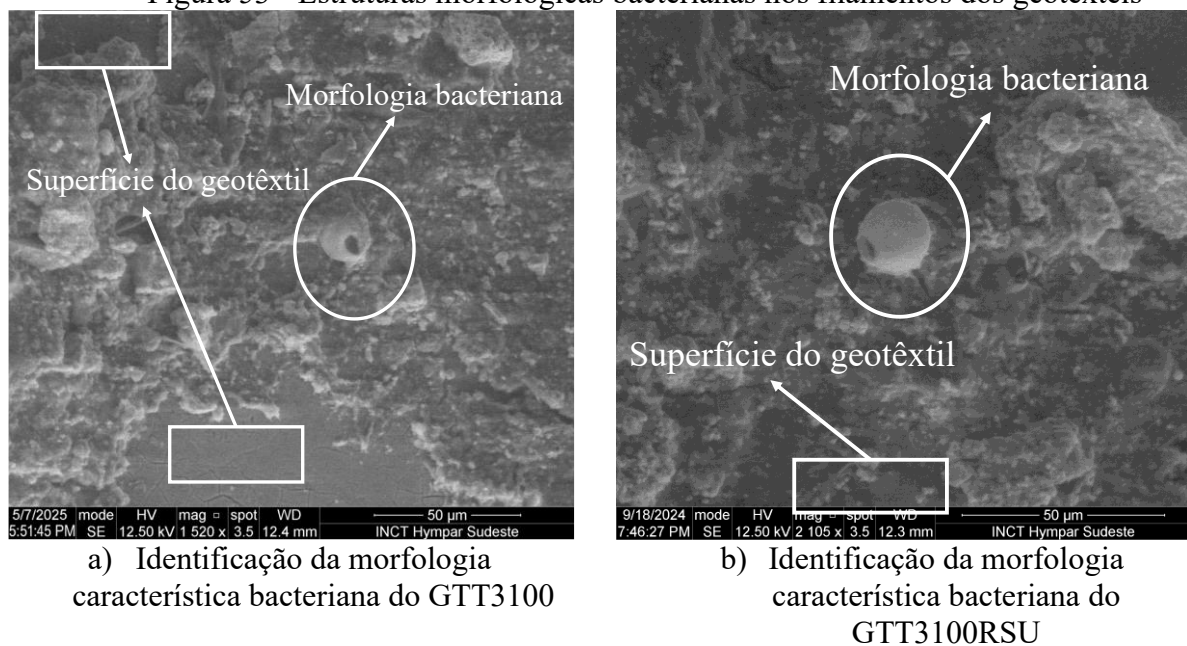 Figura 53 - Estruturas morfológicas bacterianas nos filamentos dos geotêxteis
Morfologia bacteriana
Superfície do geotêxtil
5/7/2025 mode HV mag □ spot WD 50 µm
5:51:45 PM SE 12.50 kV 1 520 x 3.5 12.4 mm INCT Hympar Sudeste
a) Identificação da morfologia
característica bacteriana do GTT3100
Morfologia bacteriana
Superfície do geotêxtil
9/18/2024 mode HV mag □ spot WD 50 µm
7:46:27 PM SE 12.50 kV 2 105 x 3.5 12.3 mm INCT Hympar Sudeste
b) Identificação da morfologia
característica bacteriana do
GTT3100RSU